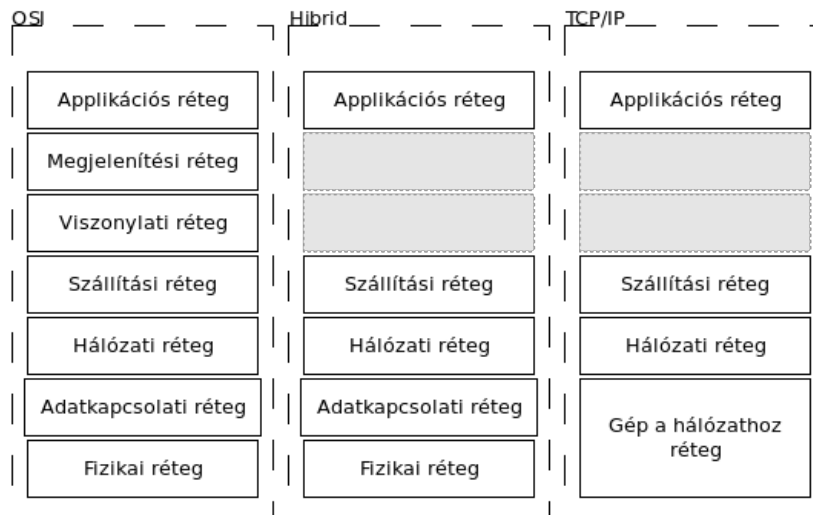 OSI
Applikációs réteg
Megjelenítési réteg
Viszonylati réteg
Szállítási réteg
Hálózati réteg
Adatkapcsolati réteg
Fizikai réteg
Hibrid
Applikációs réteg
Szállítási réteg
Hálózati réteg
Adatkapcsolati réteg
Fizikai réteg
TCP/IP
Applikációs réteg
Szállítási réteg
Hálózati réteg
Gép a hálózathoz
réteg